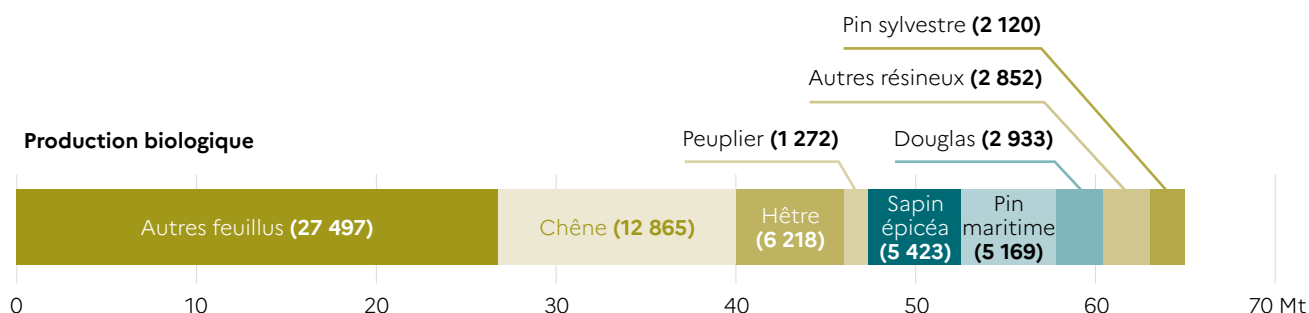 Pin sylvestre (2 120)
Autres résineux (2 852)
Production biologique
Peuplier (1 272)
Douglas (2 933)
Autres feuillus (27 497)
Chêne (12 865)
Hêtre
(6 218)
Sapin
épicéa
(5 423)
Pin
maritime
(5 169)
0 10 20 30 40 50 60 70 Mt